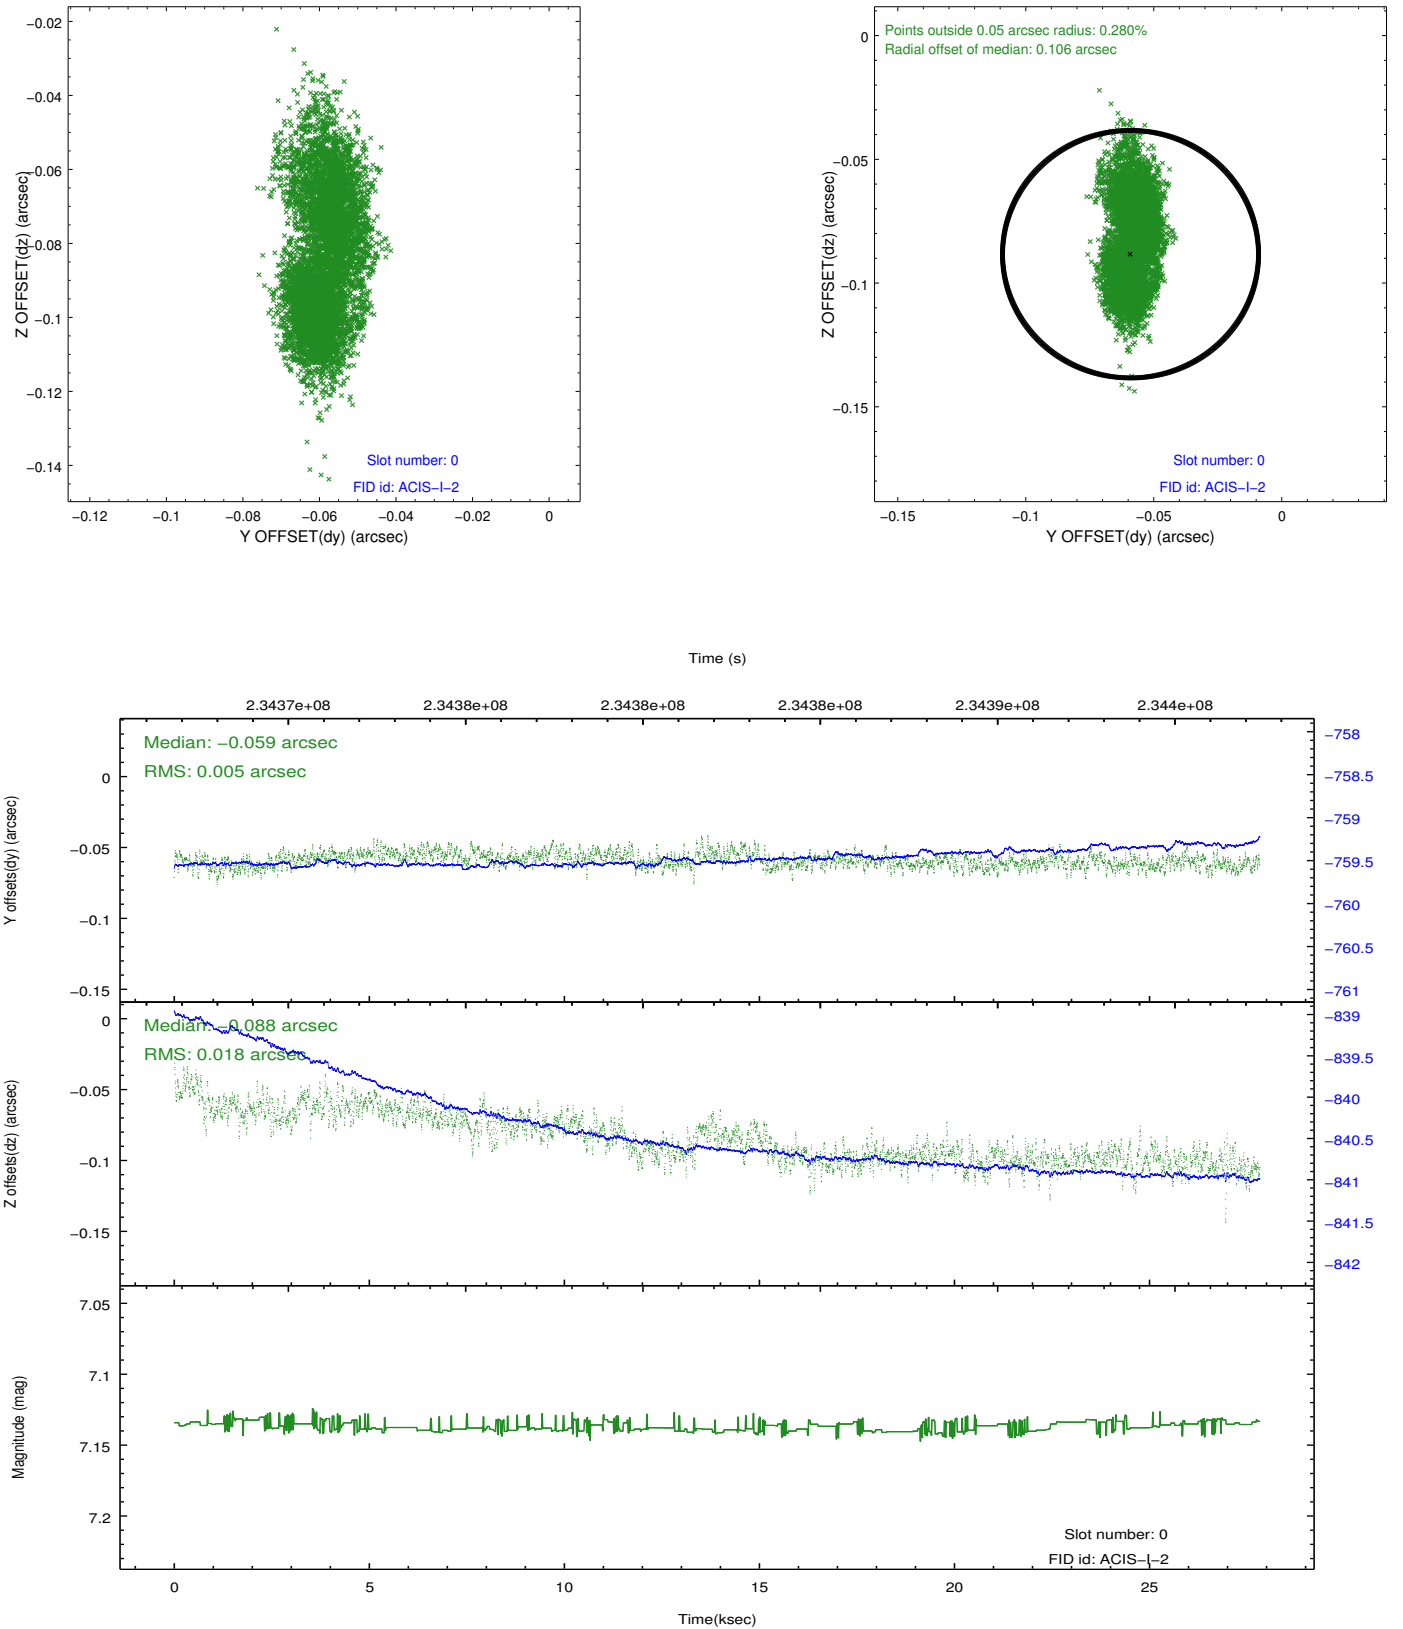 −0.02
−0.04
−0.06
−0.08
−0.1
−0.12
−0.14
Z OFFSET(dz) (arcsec)
Slot number: 0
FID id: ACIS−I−2
−0.12 −0.1 −0.08 −0.06 −0.04 −0.02 0
Y OFFSET(dy) (arcsec)
Points outside 0.05 arcsec radius: 0.280%
Radial offset of median: 0.106 arcsec
0
−0.05
−0.1
−0.15
Z OFFSET(dz) (arcsec)
Slot number: 0
FID id: ACIS−I−2
−0.15 −0.1 −0.05 0
Y OFFSET(dy) (arcsec)
Time (s)
2.3437e+08 2.3438e+08 2.3438e+08 2.3438e+08 2.3439e+08 2.344e+08
Median: −0.059 arcsec
RMS: 0.005 arcsec
0
−0.05
−0.1
−0.15
Y offsets(dy) (arcsec)
−758
−758.5
−759
−759.5
−760
−760.5
−761
Median: −0.088 arcsec
RMS: 0.018 arcsec
0
−0.05
−0.1
−0.15
Z offsets(dz) (arcsec)
−839
−839.5
−840
−840.5
−841
−841.5
−842
7.05
7.1
7.15
7.2
Magnitude (mag)
Slot number: 0
FID id: ACIS−I−2
0 5 10 15 20 25
Time(ksec)